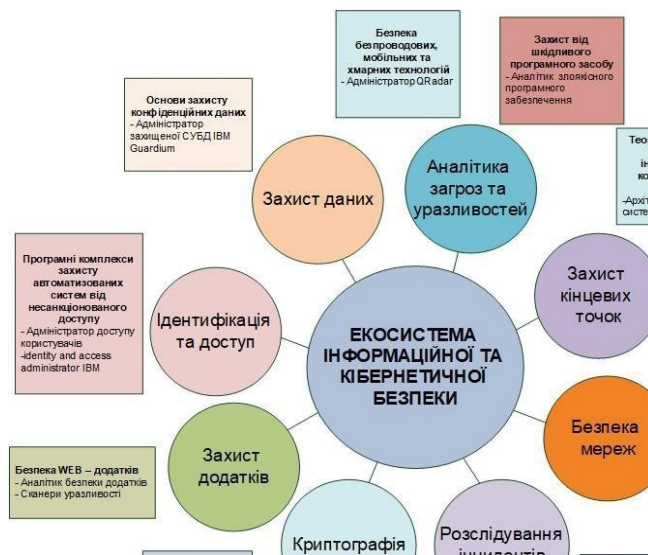 Безпека
безпроводових,
мобільних та
хмарних технологій
- Адміністратор QRadar
Захист від
шкідливого
програмного засобу
- Аналітик злоякісного
програмного
забезпечення
Основи захисту
конфіденційних даних
- Адміністратор
захищеної СУБД IBM
Guardium
Захист даних
Аналітика
загроз та
уразливостей
Програмні комплекси
захисту
автоматизованих
систем від
несанкціонованого
доступу
- Адміністратор доступу
користувачів
-identity and access
administrator IBM
Ідентифікація
та доступ
ЕКОСИСТЕМА
ІНФОРМАЦІЙНОЇ ТА
КІБЕРНЕТИЧНОЇ
БЕЗПЕКИ
Захист
кінцевих
точок
Безпека
мереж
Захист
додатків
Безпека WEB – додатків
- Аналітик безпеки додатків
- Сканери уразливості
Криптографія
Розслідування